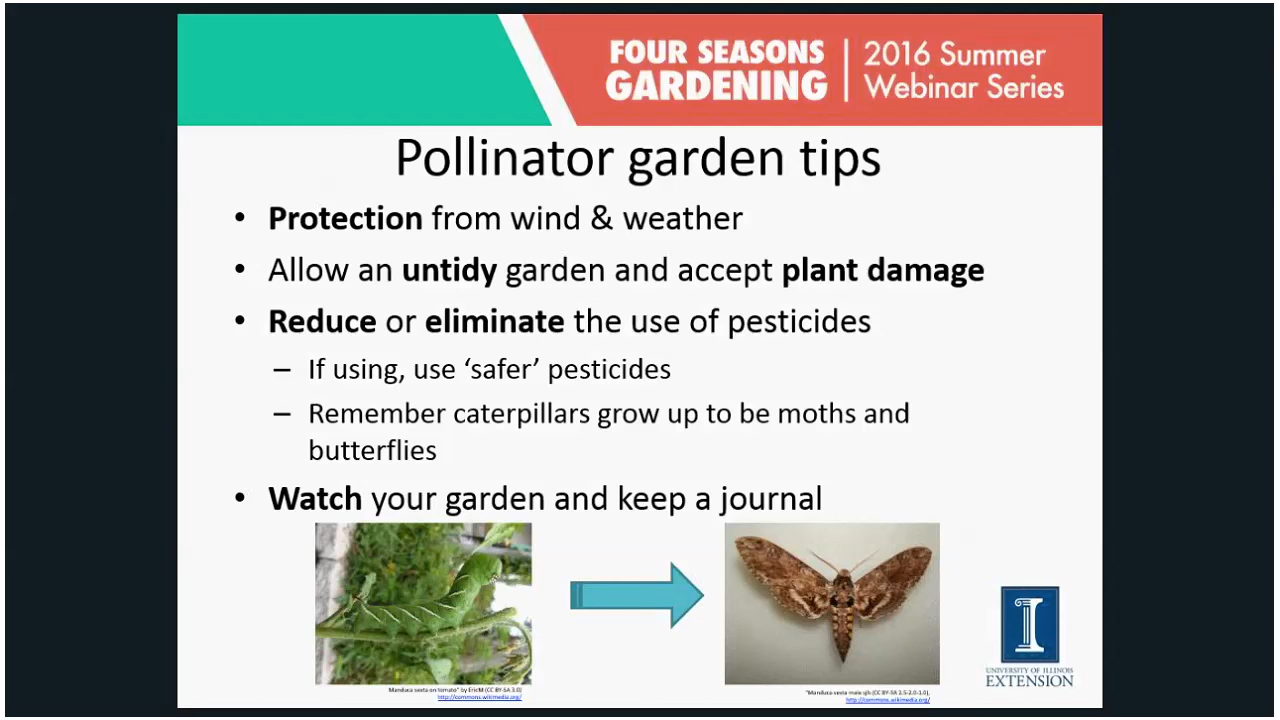 FOUR SEASONS
GARDENING
2016 Summer
Webinar Series
Pollinator garden tips
• Protection from wind & weather
• Allow an untidy garden and accept plant damage
• Reduce or eliminate the use of pesticides
– If using, use ‘safer’ pesticides
– Remember caterpillars grow up to be moths and
butterflies
• Watch your garden and keep a journal
Manduca sexta on tomato" by EricM (CC BY-SA 3.0)
http://commons.wikimedia.org/
"Manduca sexta male sjh (CC BY-SA 2.5-2.0-1.0),
http://commons.wikimedia.org/
I
UNIVERSITY OF ILLINOIS
EXTENSION